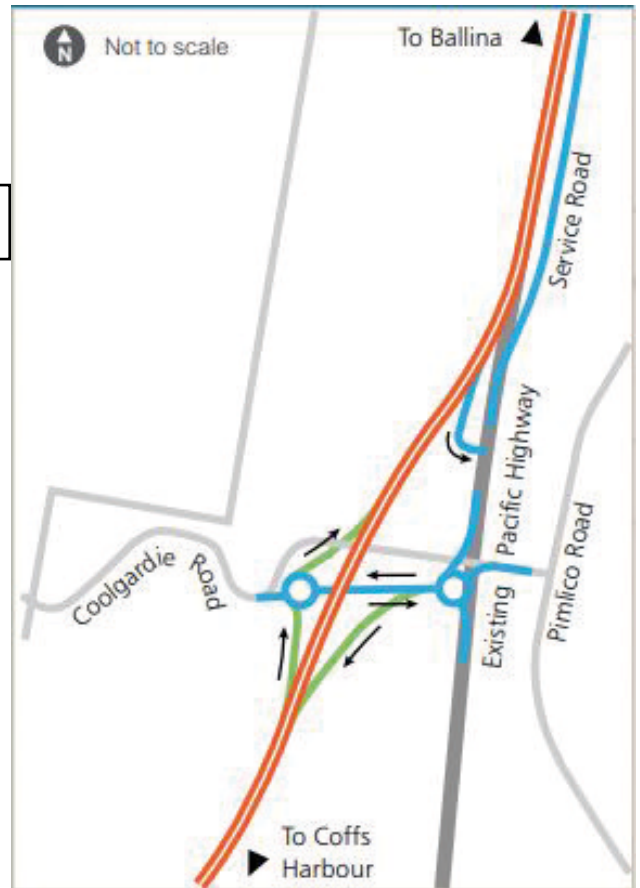 N
Not to scale
To Ballina
Service Road
Existing Pacific Highway
Pimlico Road
Coolgardie
Road
To Coffs
Harbour